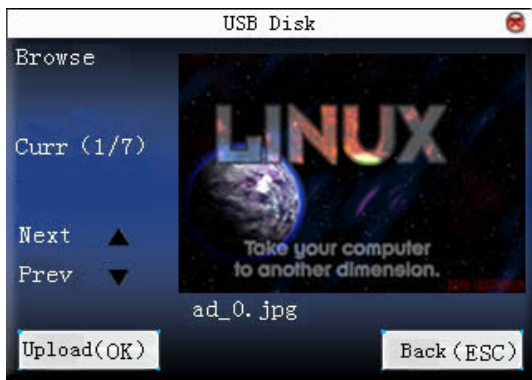 USB Disk
Browse
Curr (1/7)
Next
Prev
LINUX
Take your computer
to another dimension.
ad_0.jpg
Upload(OK)
Back(ESC)